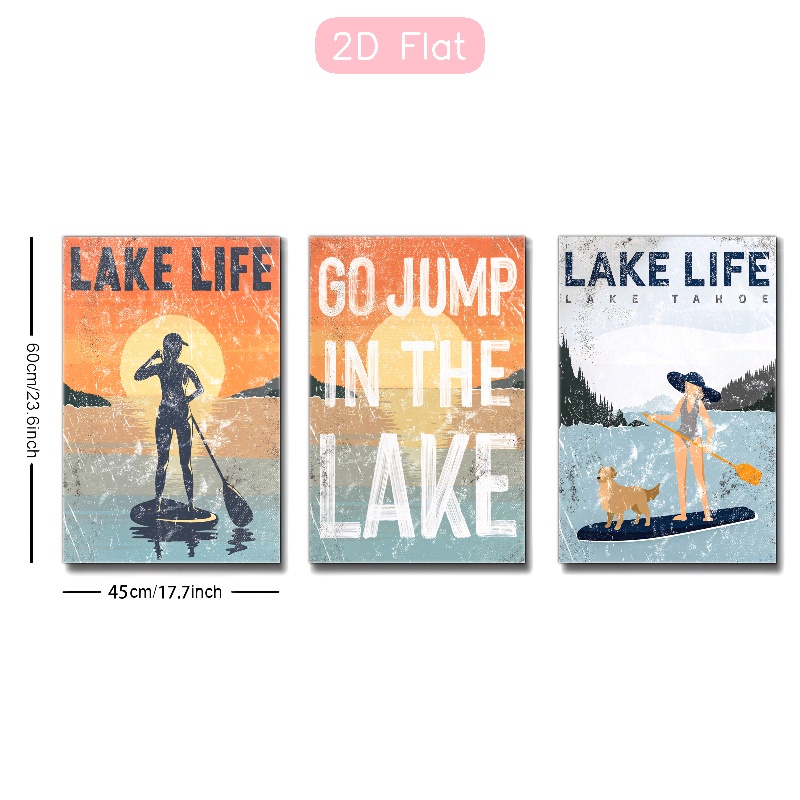 2D Flat
LAKE LIFE
GO JUMP
IN THE
LAKE
LAKE LIFE
LAKE TAHOE
60cm/23.6inch
45cm/17.7inch